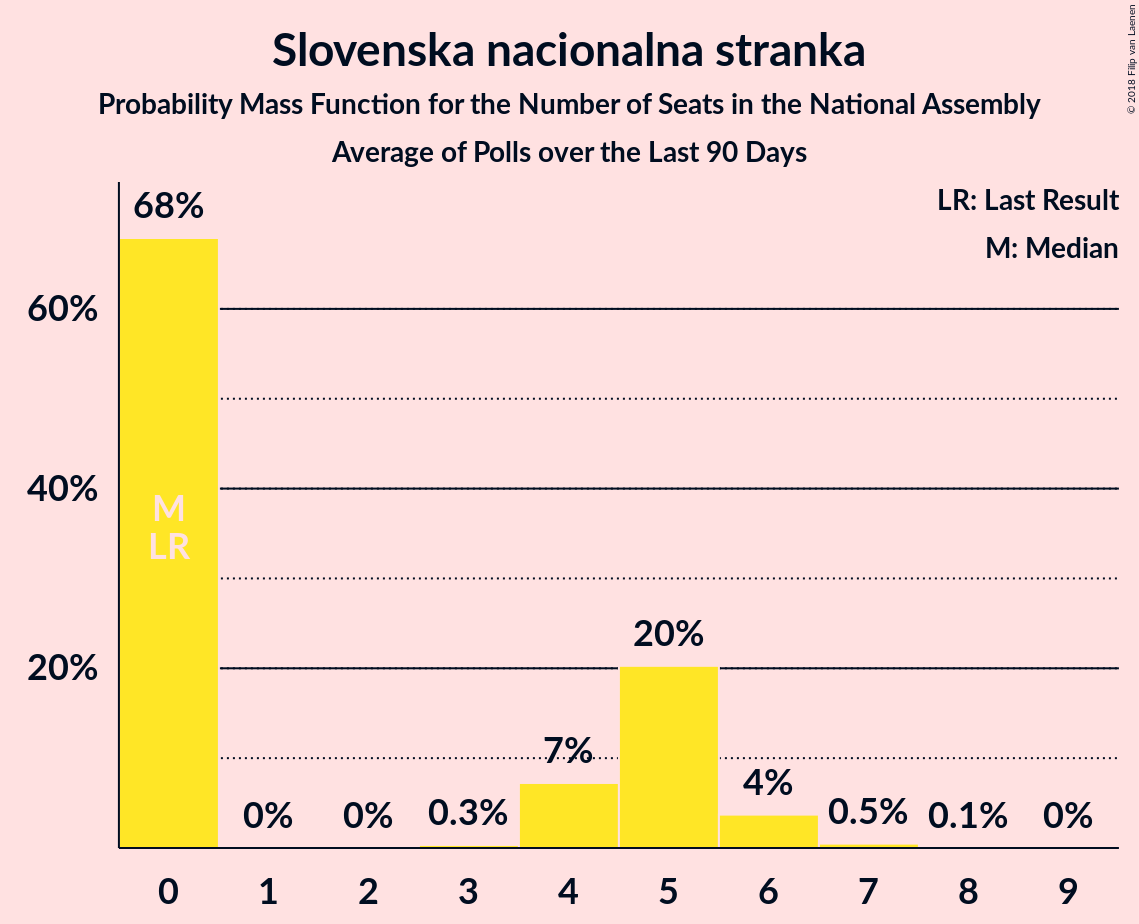 Slovenska nacionalna stranka
Probability Mass Function for the Number of Seats in the National Assembly
Average of Polls over the Last 90 Days
© 2018 Filip van Laenen
LR: Last Result
M: Median
68%
60%
40%
20%
M
LR
0%
0%
0.3%
7%
20%
4%
0.5%
0.1%
0%
0
1
2
3
4
5
6
7
8
9